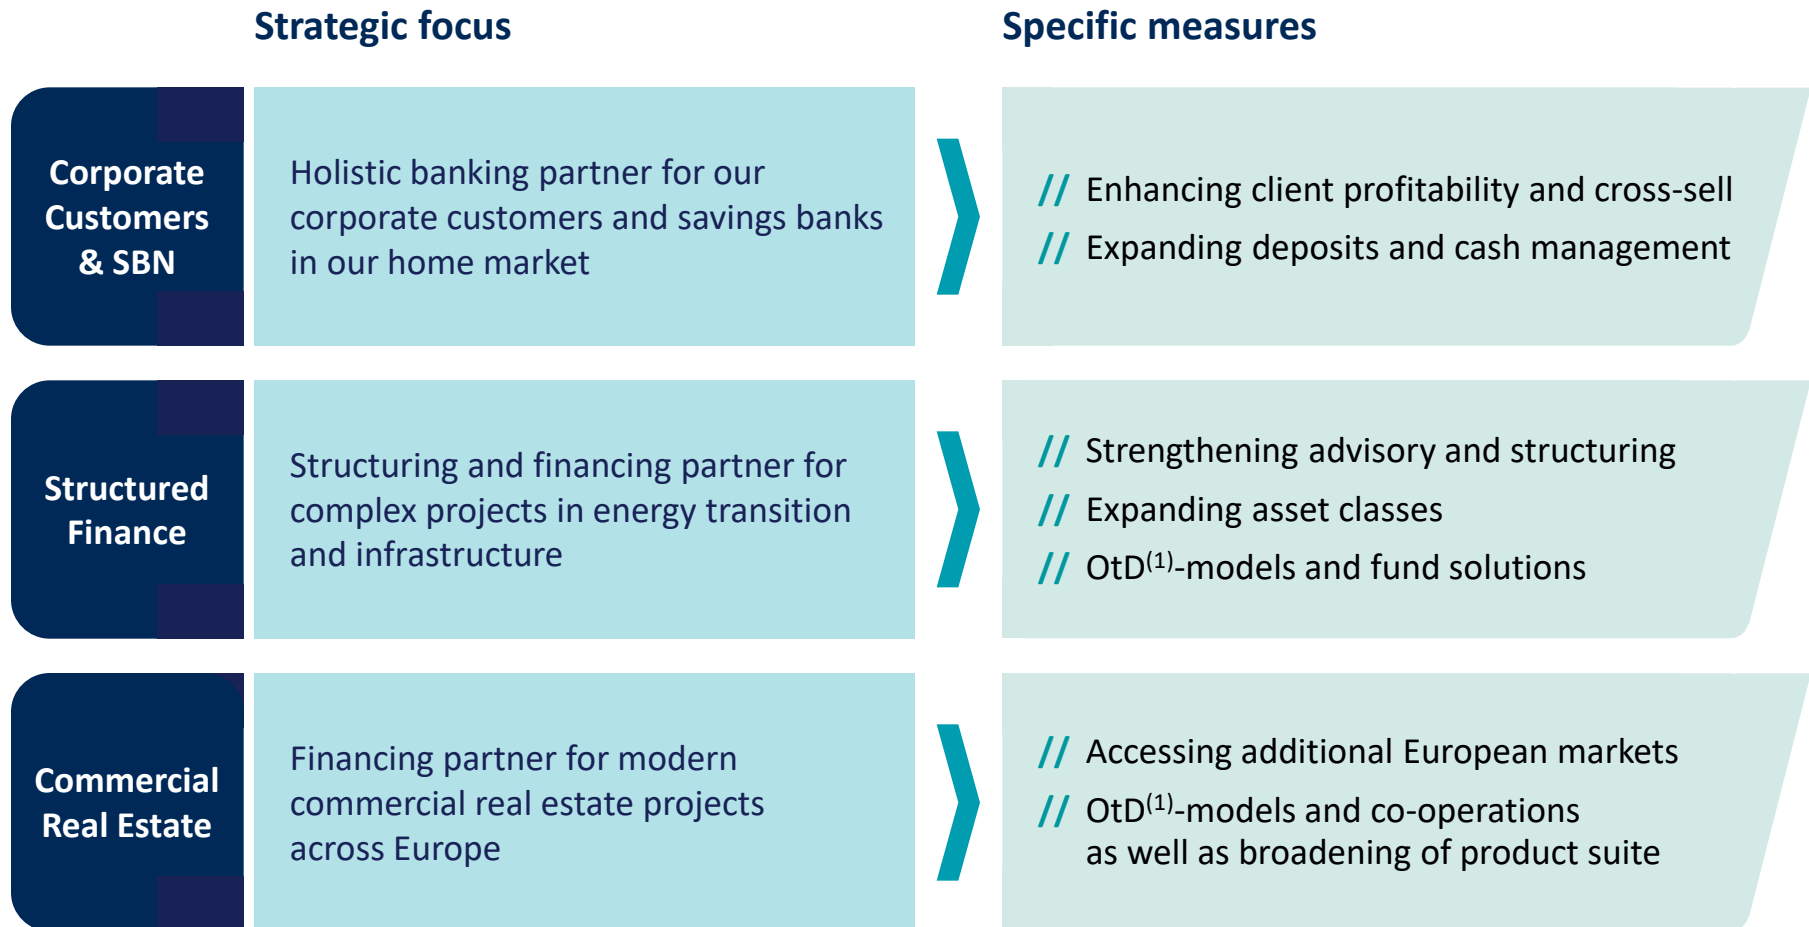 Strategic focus
Specific measures
Corporate
Customers
& SBN
Holistic banking partner for our
corporate customers and savings banks
in our home market
// Enhancing client profitability and cross-sell
// Expanding deposits and cash management
Structured
Finance
Structuring and financing partner for
complex projects in energy transition
and infrastructure
// Strengthening advisory and structuring
// Expanding asset classes
// OtD(1)-models and fund solutions
Commercial
Real Estate
Financing partner for modern
commercial real estate projects
across Europe
// Accessing additional European markets
// OtD(1)-models and co-operations
as well as broadening of product suite